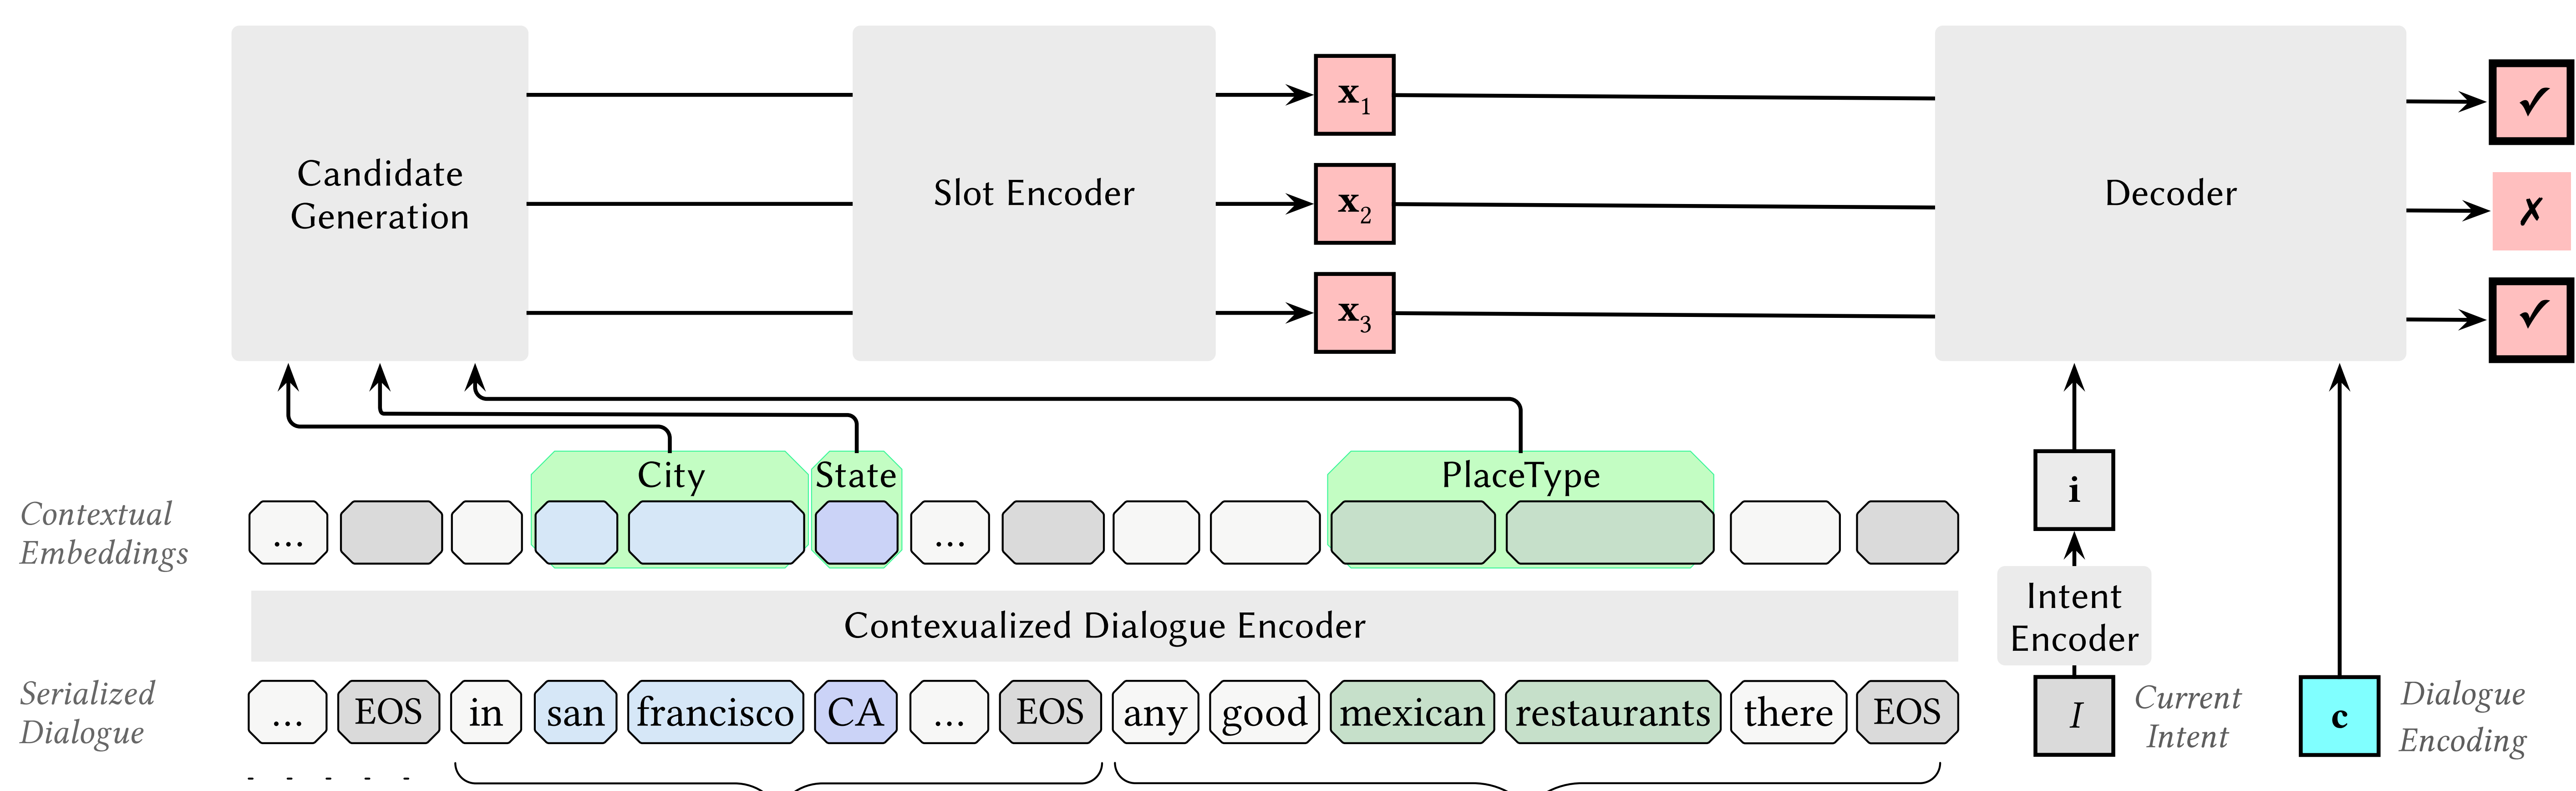 Candidate
Generation
Slot Encoder
x1
x2
x3
Decoder
✓
✗
✓
City
State
PlaceType
Contextual
Embeddings
...
...
i
Contexualized Dialogue Encoder
Intent
Encoder
Serialized
Dialogue
... EOS in san francisco CA ... EOS any good mexican restaurants there EOS
I
Current
Intent
c
Dialogue
Encoding